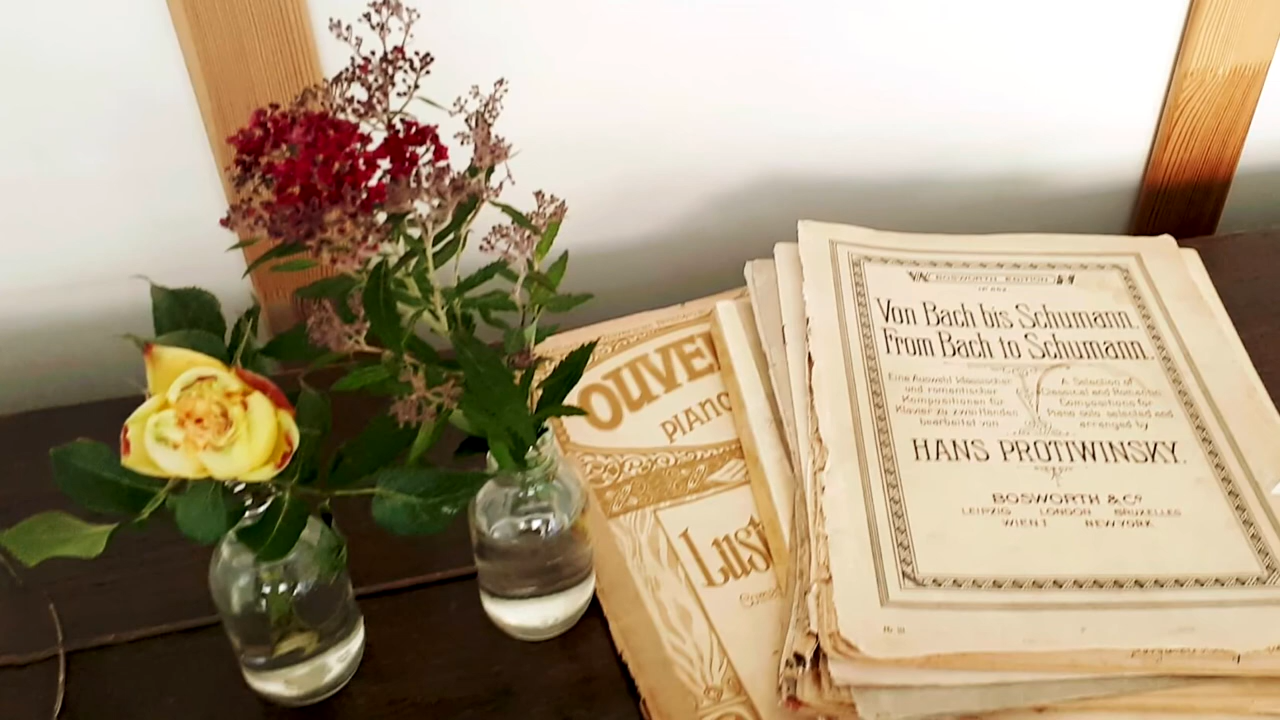 OUVE
PIANO
Lust
BOSWORTH EDITION
Von Bach bis Schumann.
From Bach to Schumann.
Eine Auswahl klassischer
und romantischer
Kompositionen für
Klavier zu zwei Händen
bearbeitet von
A Selection of
Classical and Romantic
Compositions for
Piano solo selected and
arranged by
HANS PROTIWINSKY.
BOSWORTH & Co
LEIPZIG LONDON BRUXELLES
WIEN I NEW YORK